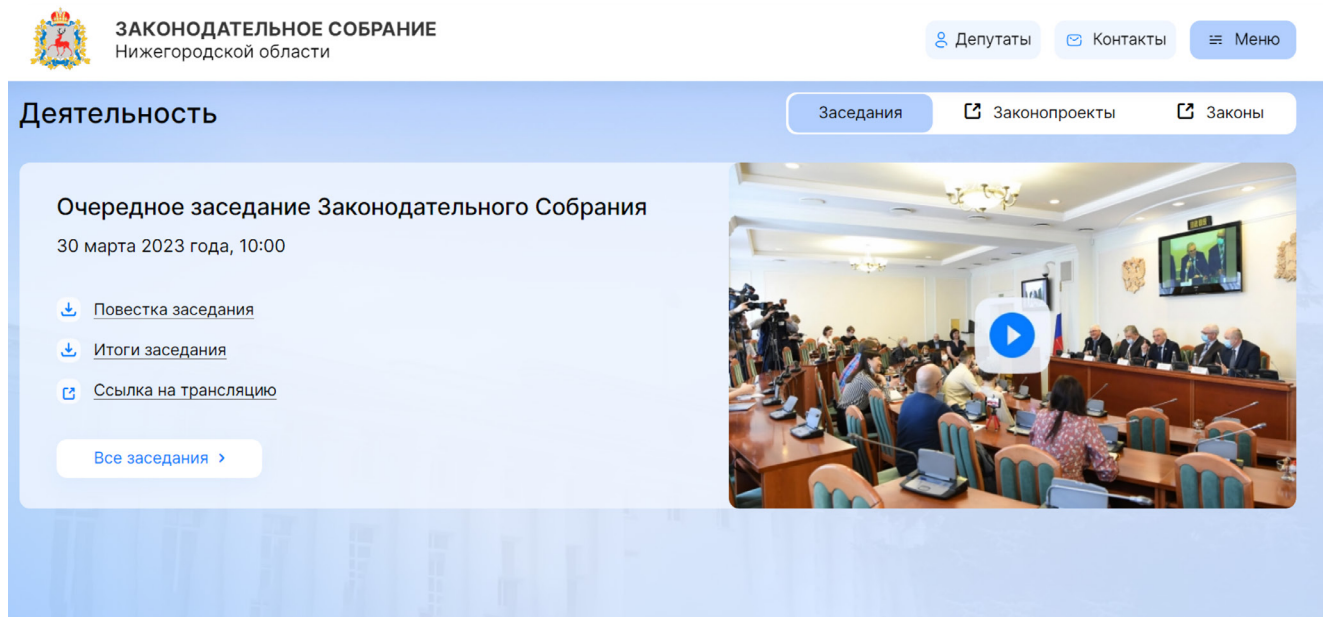 ЗАКОНОДАТЕЛЬНОЕ СОБРАНИЕ
Нижегородской области
Депутаты
Контакты
Меню
Деятельность
Заседания
Законопроекты
Законы
Очередное заседание Законодательного Собрания
30 марта 2023 года, 10:00
Повестка заседания
Итоги заседания
Ссылка на трансляцию
Все заседания